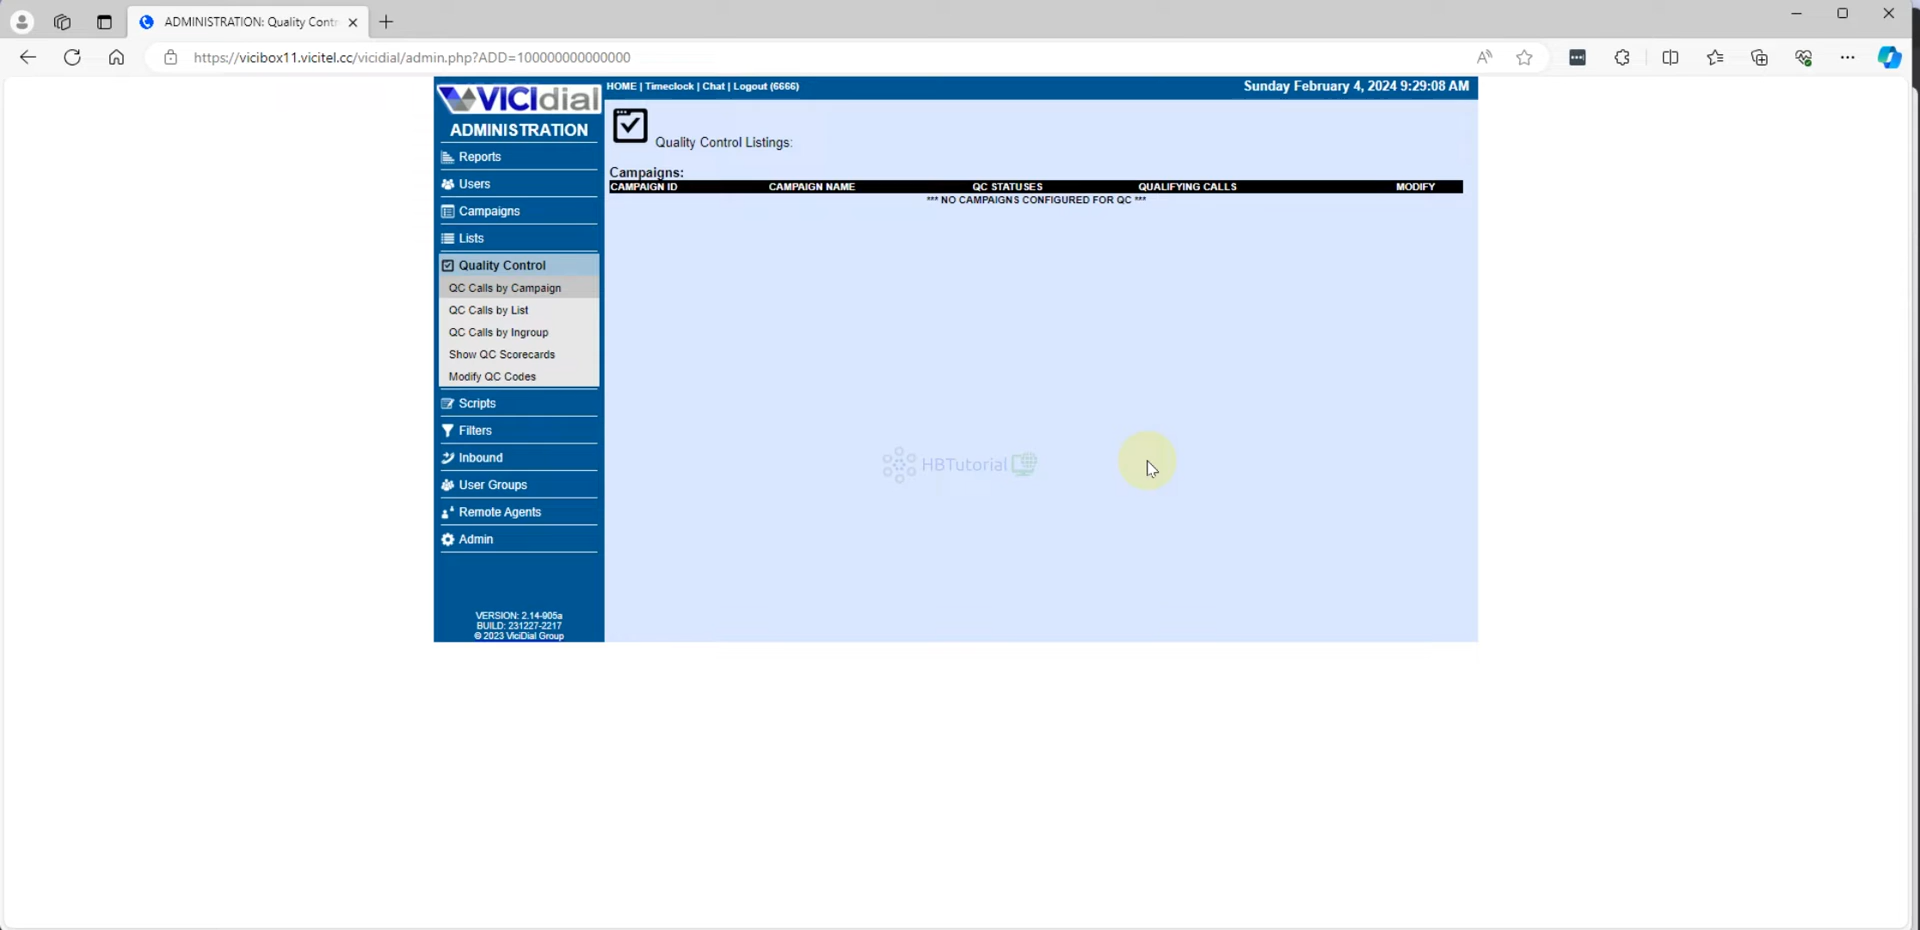 ADMINISTRATION: Quality Contr
https://vicibox11.vicitel.cc/vicidial/admin.php?ADD=100000000000000
VICIdial
HOME | Timeclock | Chat | Logout (6666)
Sunday February 4, 2024 9:29:08 AM
ADMINISTRATION
Reports
Users
Campaigns
Lists
Quality Control
QC Calls by Campaign
QC Calls by List
QC Calls by Ingroup
Show QC Scorecards
Modify QC Codes
Scripts
Filters
Inbound
User Groups
Remote Agents
Admin
VERSION: 2.14-905a
BUILD: 231227-2217
© 2023 ViciDial Group
Quality Control Listings:
Campaigns:
CAMPAIGN ID CAMPAIGN NAME QC STATUSES QUALIFYING CALLS MODIFY
*** NO CAMPAIGNS CONFIGURED FOR QC ***
HBTutorial